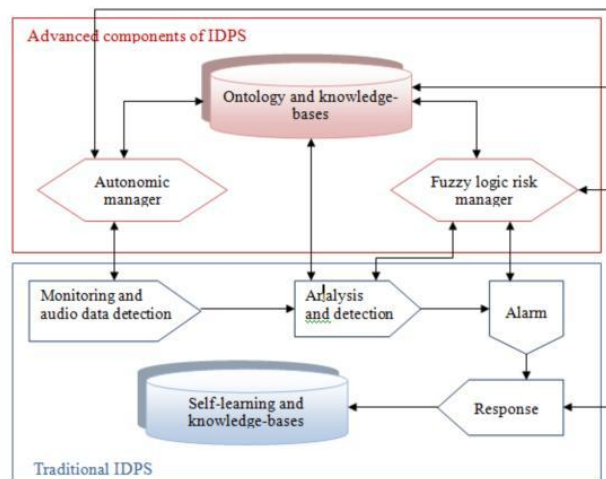 Advanced components of IDPS
Ontology and knowledge-
bases
Autonomic
manager
Fuzzy logic risk
manager
Monitoring and
audio data detection
Analysis
and detection
Alarm
Self-learning and
knowledge-bases
Response
Traditional IDPS